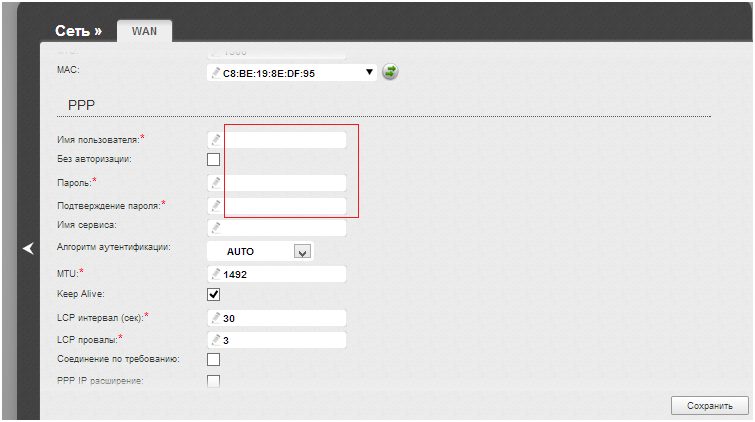 Сеть » WAN
MAC: C8:BE:19:8E:DF:95
PPP
Имя пользователя:*
Без авторизации:
Пароль:*
Подтверждение пароля:*
Имя сервиса:
Алгоритм аутентификации: AUTO
MTU:* 1492
Keep Alive:
LCP интервал (сек):* 30
LCP провалы:* 3
Соединение по требованию:
PPP IP расширение:
Сохранить